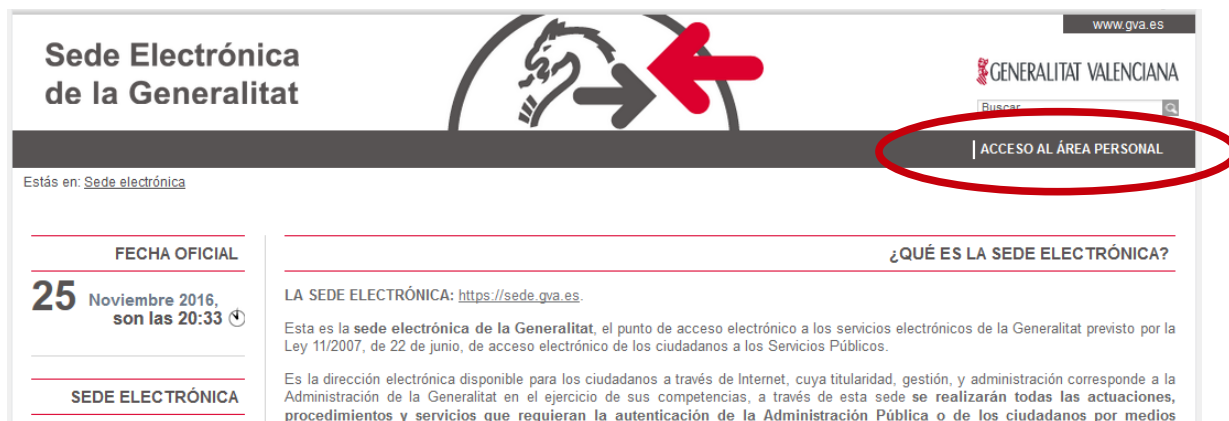 www.gva.es
Sede Electrónica
de la Generalitat
GENERALITAT VALENCIANA
Buscar
ACCESO AL ÁREA PERSONAL
Estás en: Sede electrónica
FECHA OFICIAL
25 Noviembre 2016,
son las 20:33
SEDE ELECTRÓNICA
¿QUÉ ES LA SEDE ELECTRÓNICA?
LA SEDE ELECTRÓNICA: https://sede.gva.es.
Esta es la sede electrónica de la Generalitat, el punto de acceso electrónico a los servicios electrónicos de la Generalitat previsto por la
Ley 11/2007, de 22 de junio, de acceso electrónico de los ciudadanos a los Servicios Públicos.
Es la dirección electrónica disponible para los ciudadanos a través de Internet, cuya titularidad, gestión, y administración corresponde a la
Administración de la Generalitat en el ejercicio de sus competencias, a través de esta sede se realizarán todas las actuaciones,
procedimientos y servicios que requieran la autenticación de la Administración Pública o de los ciudadanos por medios